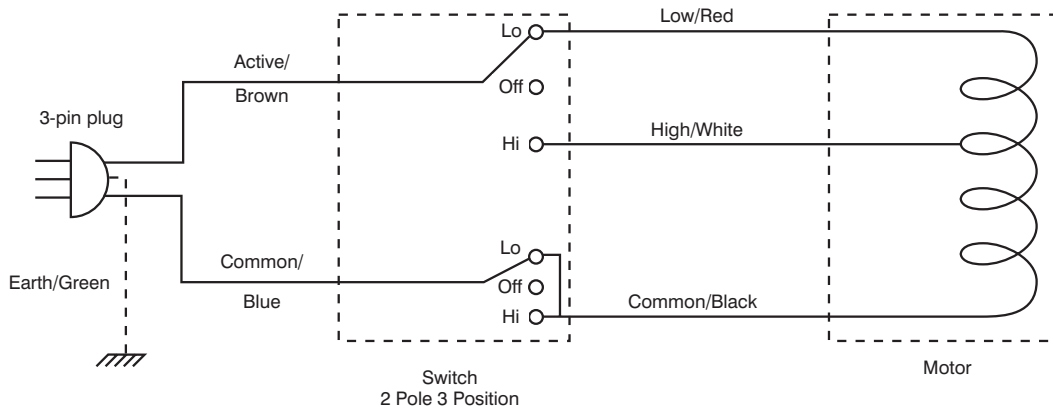 Low/Red
Lo
Active/
Brown
Off
3-pin plug
High/White
Hi
Lo
Common/
Earth/Green
Off
Blue
Common/Black
Hi
Motor
Switch
2 Pole 3 Position